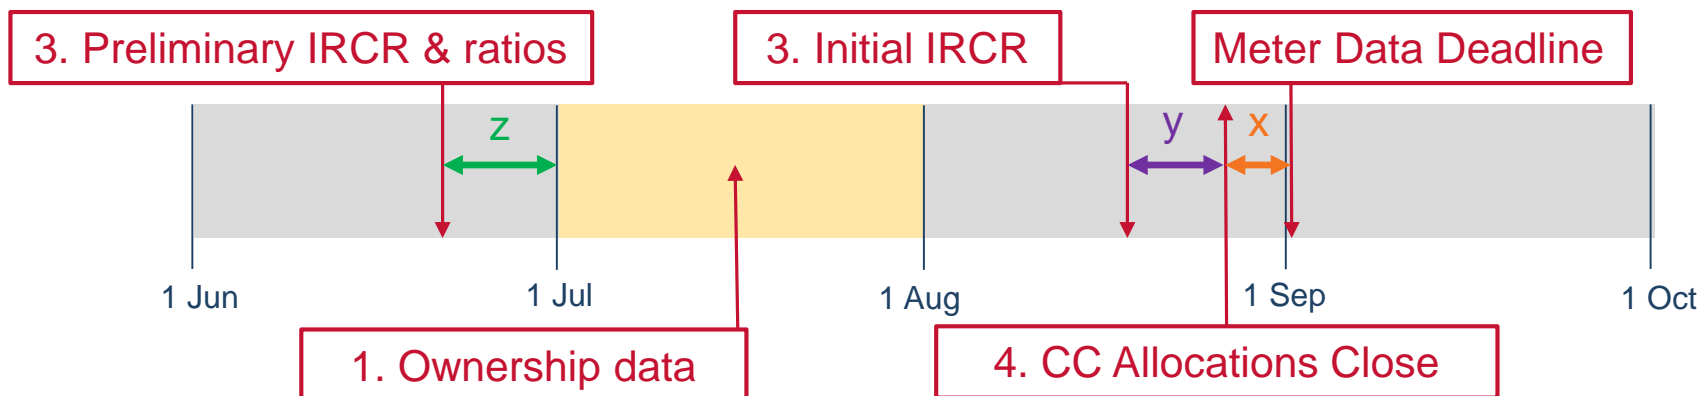 3. Preliminary IRCR & ratios
3. Initial IRCR
Meter Data Deadline
z
y
x
1 Jun
1 Jul
1 Aug
1 Sep
1 Oct
1. Ownership data
4. CC Allocations Close